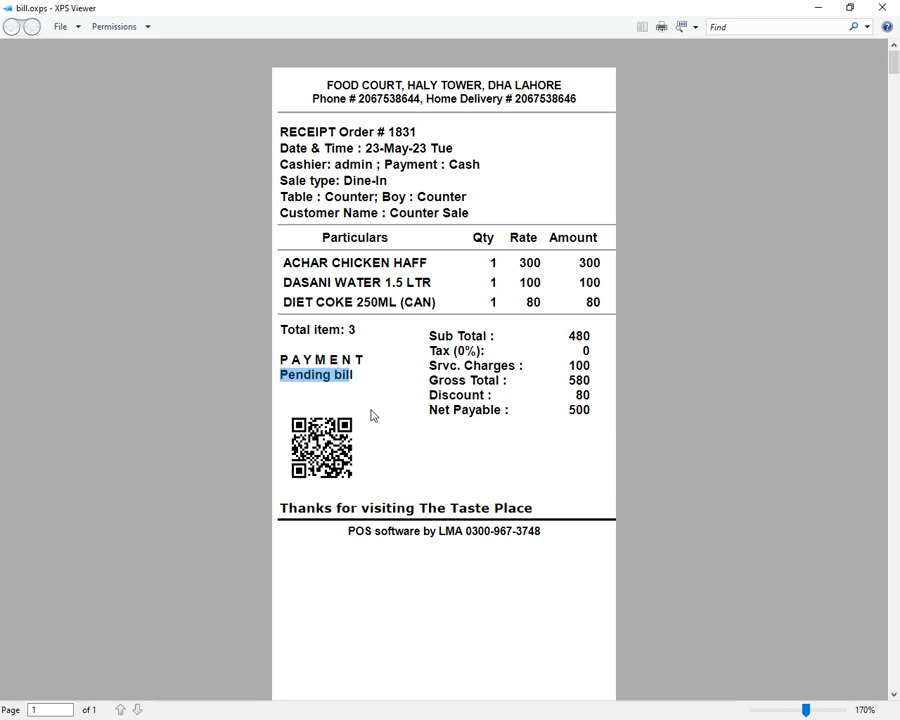 bill.oxps - XPS Viewer
File Permissions Find
FOOD COURT, HALY TOWER, DHA LAHORE
Phone # 2067538644, Home Delivery # 2067538646
RECEIPT Order # 1831
Date & Time : 23-May-23 Tue
Cashier: admin ; Payment : Cash
Sale type: Dine-In
Table : Counter; Boy : Counter
Customer Name : Counter Sale
Particulars Qty Rate Amount
ACHAR CHICKEN HAFF 1 300 300
DASANI WATER 1.5 LTR 1 100 100
DIET COKE 250ML (CAN) 1 80 80
Total item: 3
P A Y M E N T
Pending bill
Sub Total : 480
Tax (0%): 0
Srvc. Charges : 100
Gross Total : 580
Discount : 80
Net Payable : 500
Thanks for visiting The Taste Place
POS software by LMA 0300-967-3748
Page 1 of 1 170%